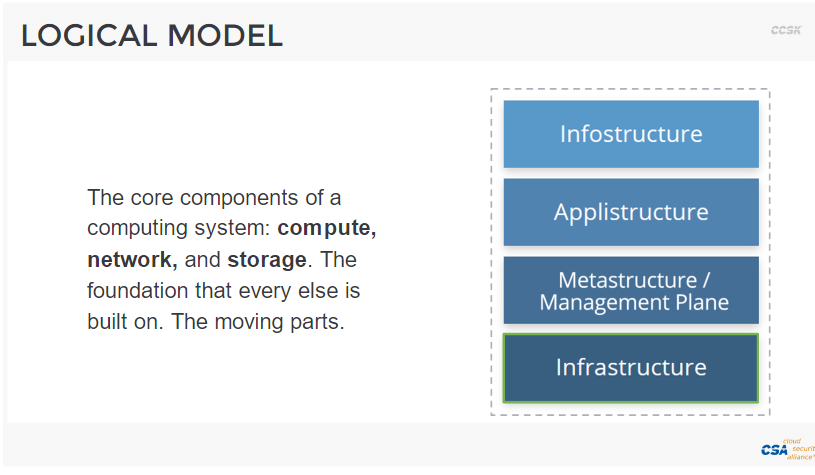 LOGICAL MODEL
CCSK
The core components of a
computing system: compute,
network, and storage. The
foundation that every else is
built on. The moving parts.
Infostructure
Applistructure
Metastructure /
Management Plane
Infrastructure
CSA
cloud
securit
alliance